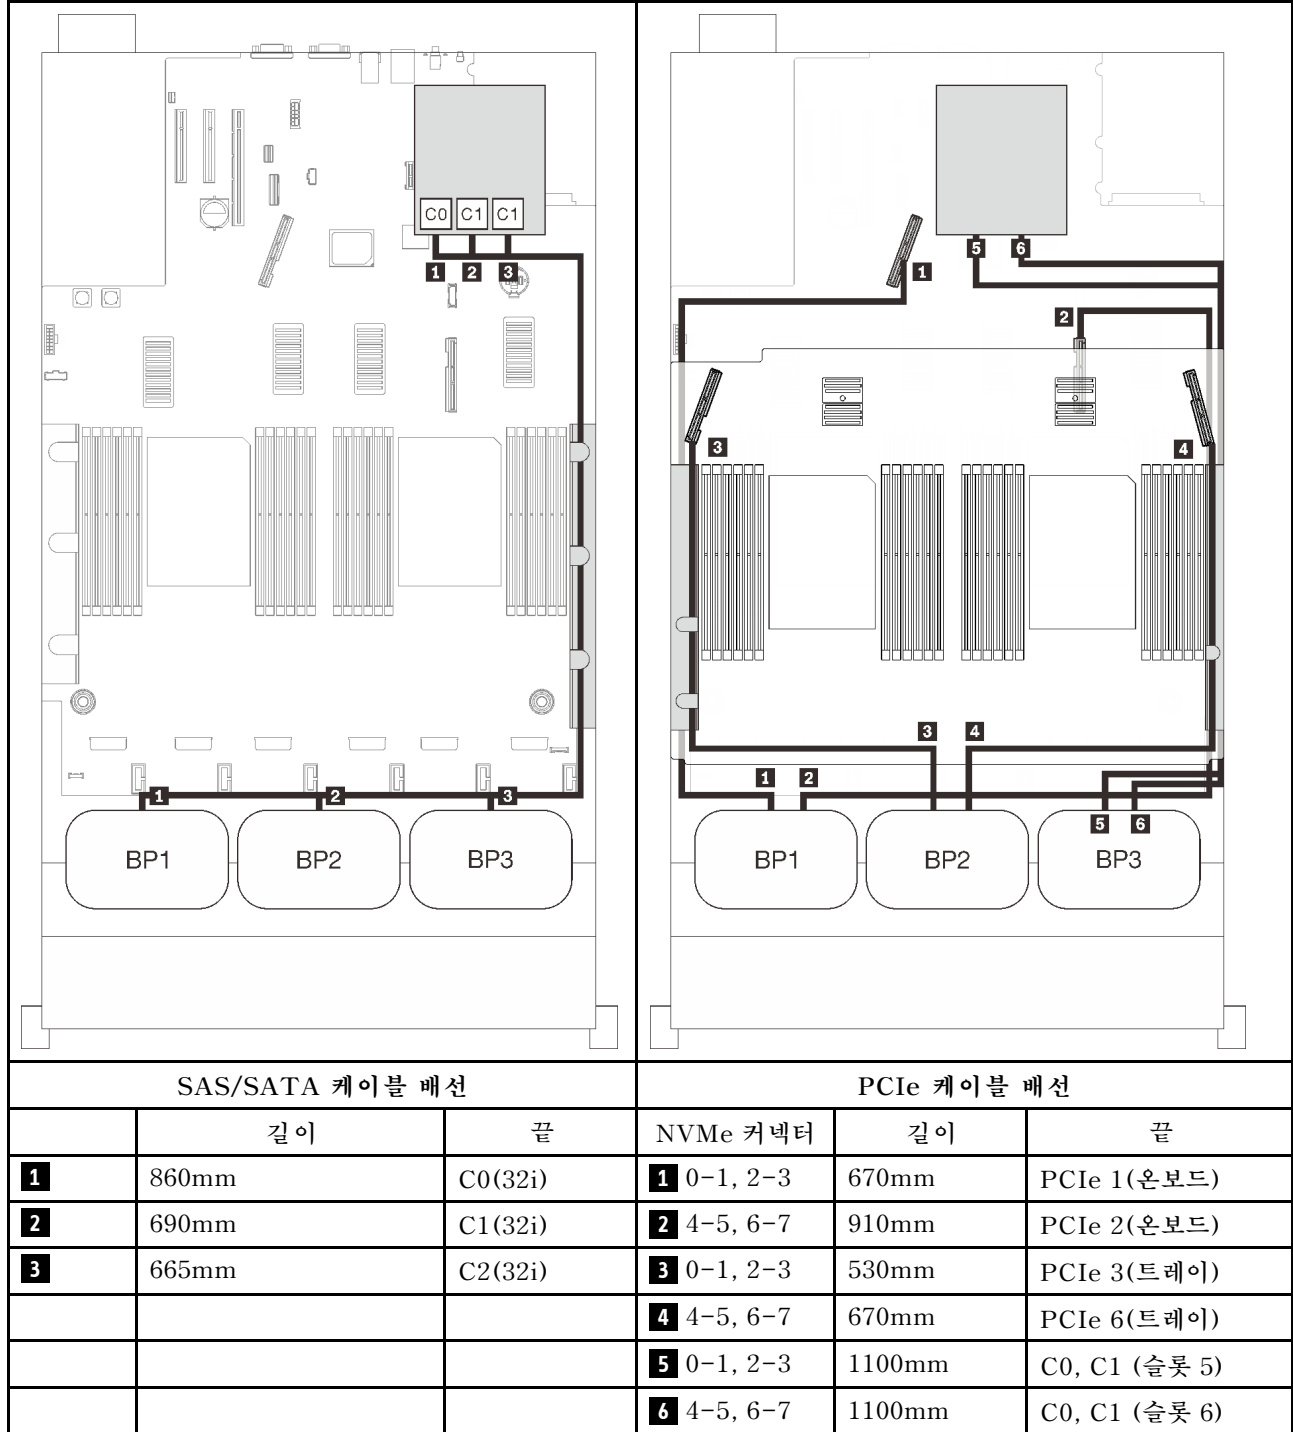 C0 C1 C1
1 2 3
1 2 3
BP1 BP2 BP3
5 6
1
2
3 4
3 4
1 2
5 6
BP1 BP2 BP3
SAS/SATA 케이블 배선 PCIe 케이블 배선
길이 끝 NVMe 커넥터 길이 끝
1 860mm C0(32i) 1 0-1, 2-3 670mm PCIe 1(온보드)
2 690mm C1(32i) 2 4-5, 6-7 910mm PCIe 2(온보드)
3 665mm C2(32i) 3 0-1, 2-3 530mm PCIe 3(트레이)
4 4-5, 6-7 670mm PCIe 6(트레이)
5 0-1, 2-3 1100mm C0, C1 (슬롯 5)
6 4-5, 6-7 1100mm C0, C1 (슬롯 6)